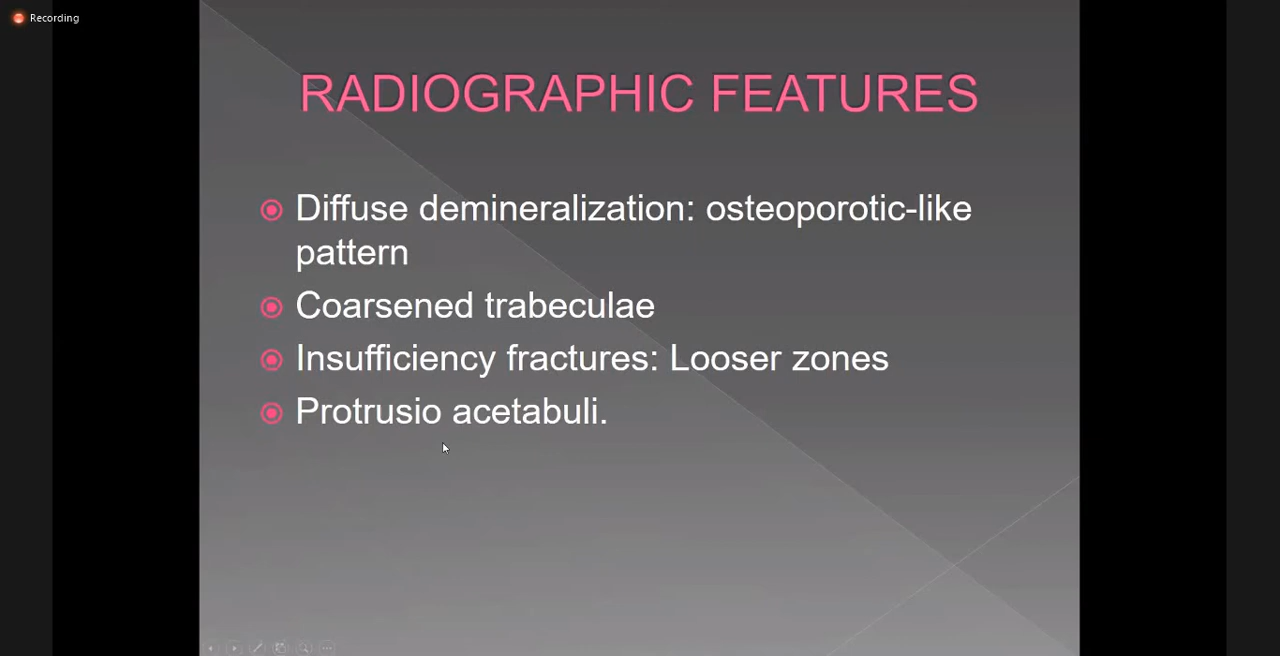 Recording
RADIOGRAPHIC FEATURES
Diffuse demineralization: osteoporotic-like
pattern
Coarsened trabeculae
Insufficiency fractures: Looser zones
Protrusio acetabuli.